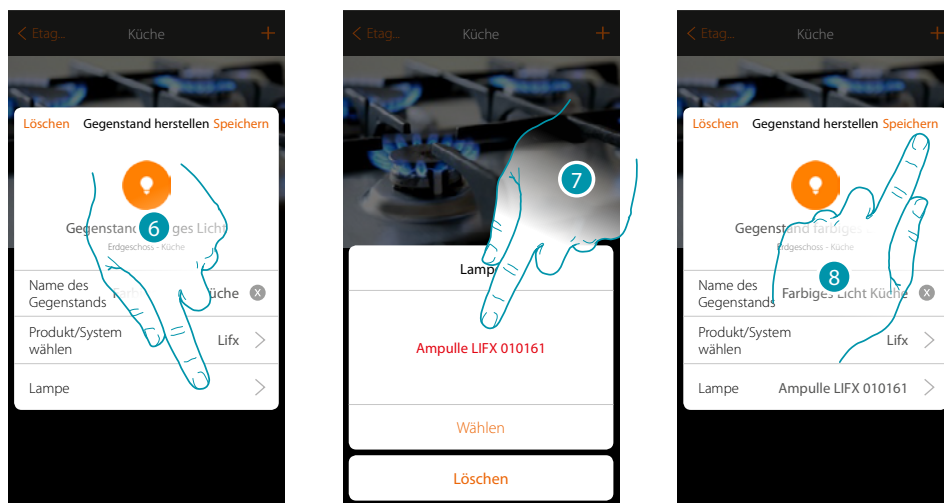 Etag...
Küche
Löschen Gegenstand herstellen Speichern
6
Erdgeschoss - Küche
Name des
Gegenstands
üche
Produkt/System
wählen
Lifx
Lampe
Etag...
Küche
7
Ampulle LIFX 010161
Wählen
Löschen
Etag...
Küche
Löschen Gegenstand herstellen Speichern
Gegenstand farbiges
Erdgeschoss - Küche
8
Name des
Gegenstands
Farbiges Licht Küche
Produkt/System
wählen
Lifx
Lampe
Ampulle LIFX 010161